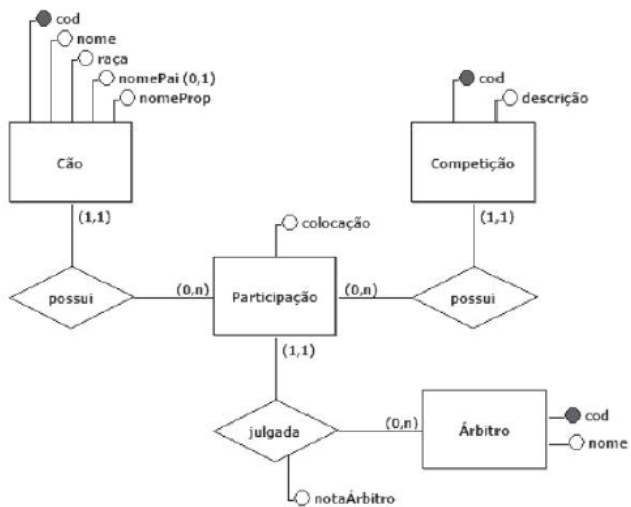 cod
nome
raça
nomePai (0,1)
nomeProp
Cão
(1,1)
possui
(0,n)
cod
descrição
Competição
(1,1)
possui
(0,n)
colocação
Participação
(1,1)
julgada
notaÁrbitro
(0,n)
Árbitro
cod
nome